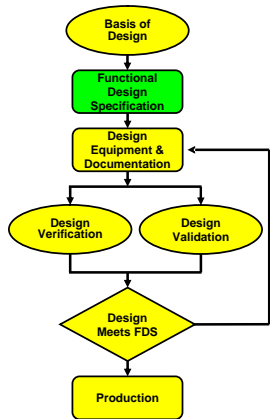 Basis of
Design
Functional
Design
Specification
Design
Equipment &
Documentation
Design
Verification
Design
Validation
Design
Meets FDS
Production